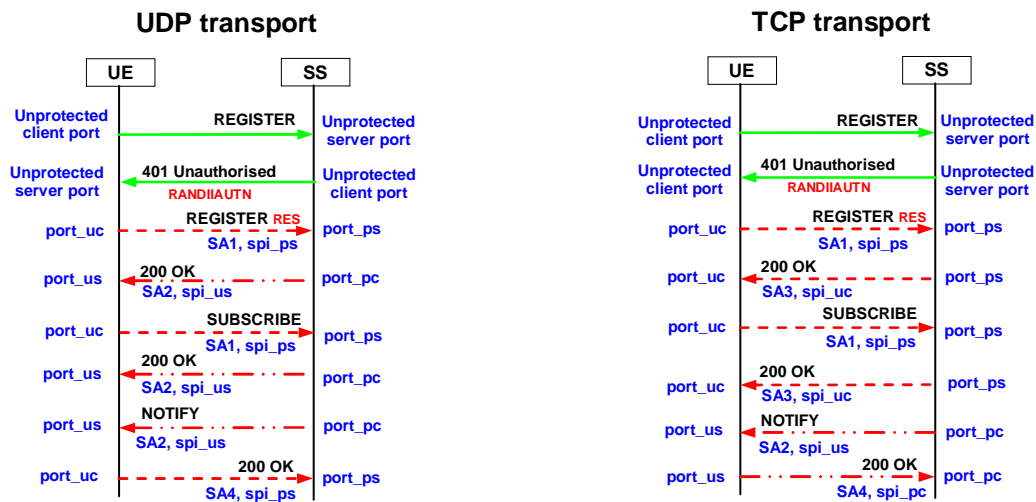 UDP transport
UE
SS
Unprotected
client port
REGISTER
Unprotected
server port
Unprotected
server port
401 Unauthorised
RANDIIAUTN
Unprotected
client port
port_uc
REGISTER RES
SA1, spi_ps
port_ps
port_us
200 OK
SA2, spi_us
port_pc
port_uc
SUBSCRIBE
SA1, spi_ps
port_ps
port_us
200 OK
SA2, spi_us
port_pc
port_us
NOTIFY
SA2, spi_us
port_pc
port_uc
200 OK
SA4, spi_ps
port_ps
TCP transport
UE
SS
Unprotected
client port
REGISTER
Unprotected
server port
Unprotected
client port
401 Unauthorised
RANDIIAUTN
Unprotected
server port
port_uc
REGISTER RES
SA1, spi_ps
port_ps
port_uc
200 OK
SA3, spi_uc
port_ps
port_uc
SUBSCRIBE
SA1, spi_ps
port_ps
port_uc
200 OK
SA3, spi_uc
port_ps
port_us
NOTIFY
SA2, spi_us
port_pc
port_us
200 OK
SA4, spi_pc
port_pc